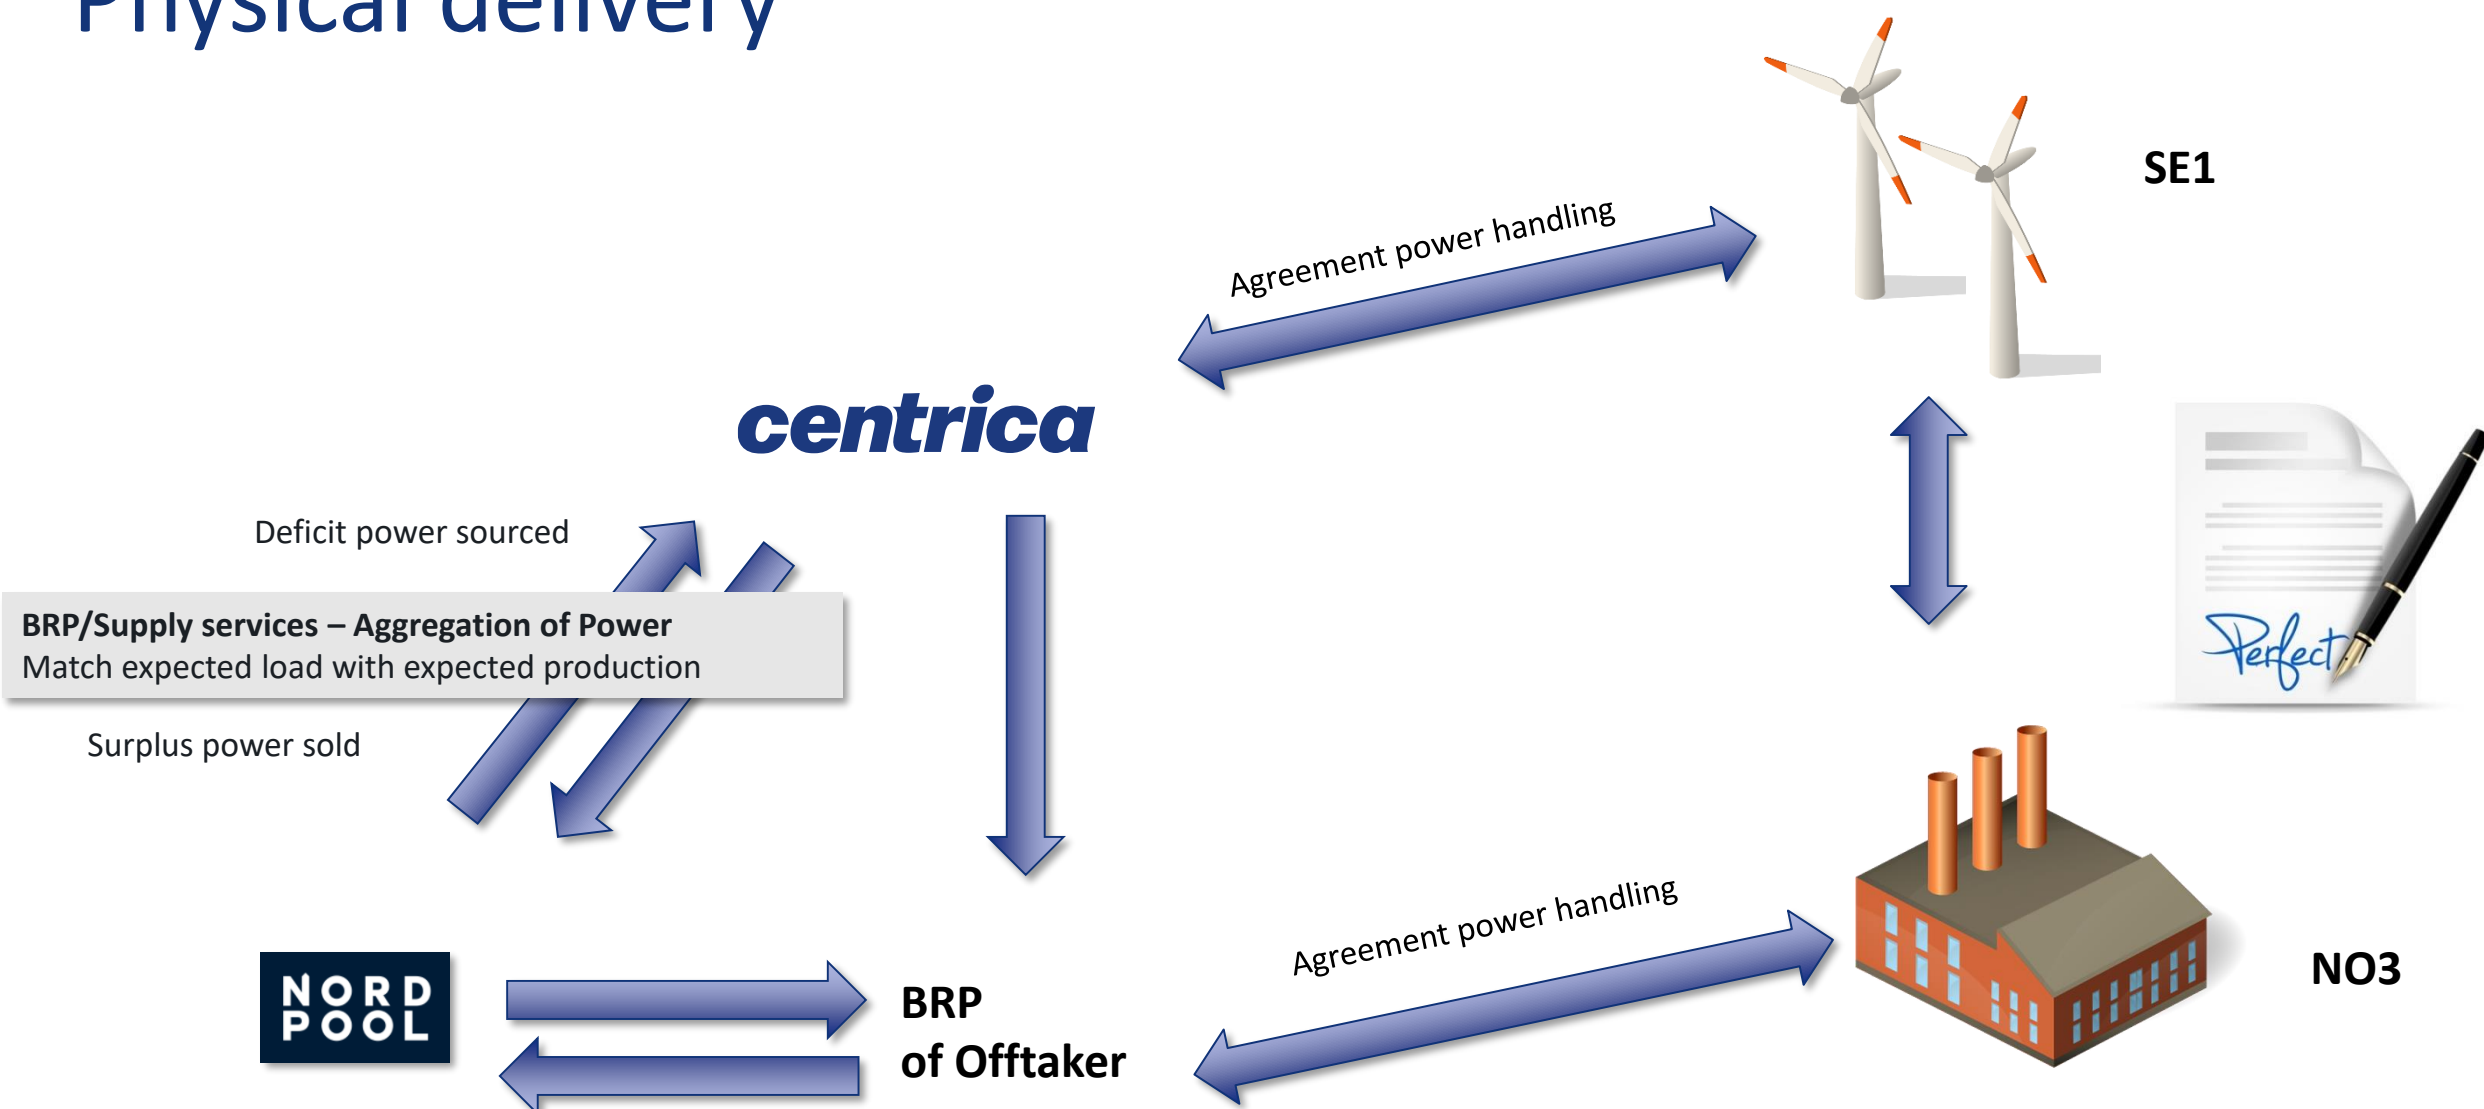 Physical delivery
SE1
Agreement power handling
centrica
Deficit power sourced
BRP/Supply services – Aggregation of Power
Match expected load with expected production
Perfect
Surplus power sold
Agreement power handling
NO3
NORD
POOL
BRP
of Offtaker